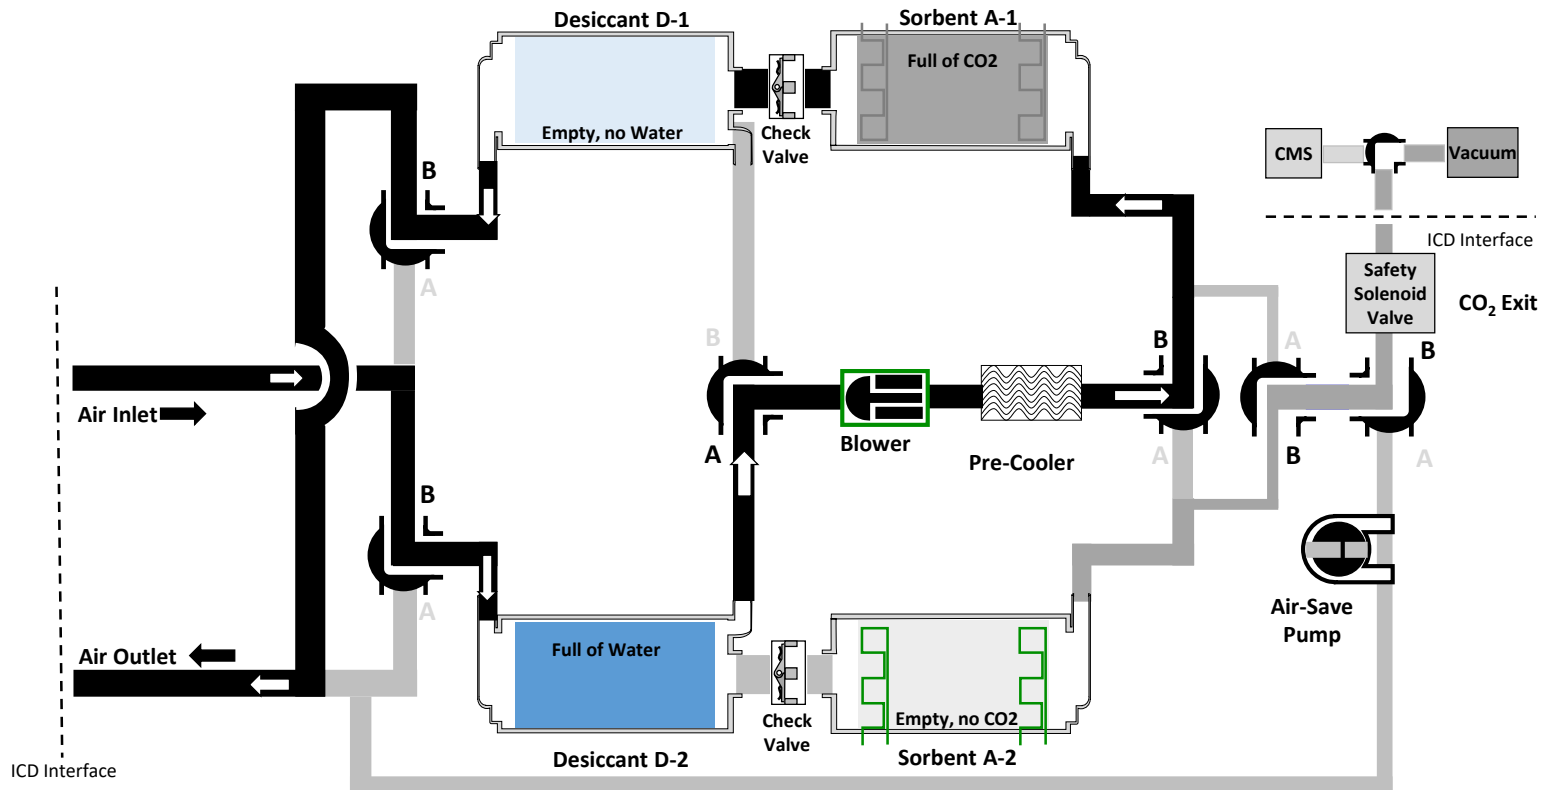 Desiccant D-1
Sorbent A-1
Full of CO2
Empty, no Water
Check
Valve
CMS
Vacuum
B
ICD Interface
A
Safety
Solenoid
Valve
CO₂ Exit
B
B
A
B
Air Inlet
A
Blower
Pre-Cooler
A
B
A
B
Air-Save
Pump
A
Air Outlet
Full of Water
Empty, no CO2
Check
Valve
Desiccant D-2
Sorbent A-2
ICD Interface